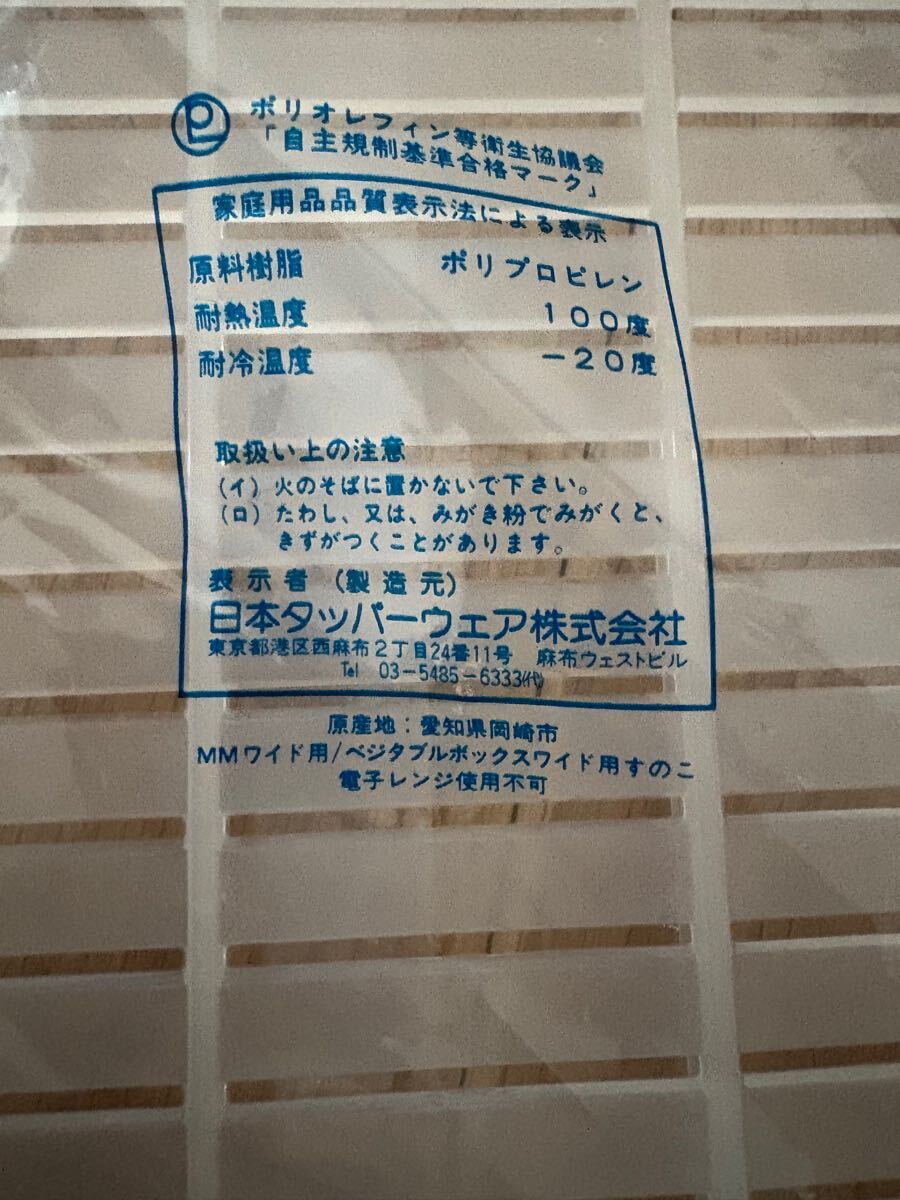 ポリオレフィン等衛生協議会
「自主規制基準合格マーク」
家庭用品品質表示法による表示
原料樹脂 ポリプロピレン
耐熱温度 100度
耐冷温度 -20度
取扱い上の注意
(イ) 火のそばに置かないで下さい。
(ロ) たわし、又は、みがき粉でみがくと、
きずがつくことがあります。
表示者 (製造元)
日本タッパーウェア株式会社
東京都港区西麻布2丁目24番11号 麻布ウェストビル
Tel 03-5485-6333(代)
原産地：愛知県岡崎市
MMワイド用/ベジタブルボックスワイド用すのこ
電子レンジ使用不可